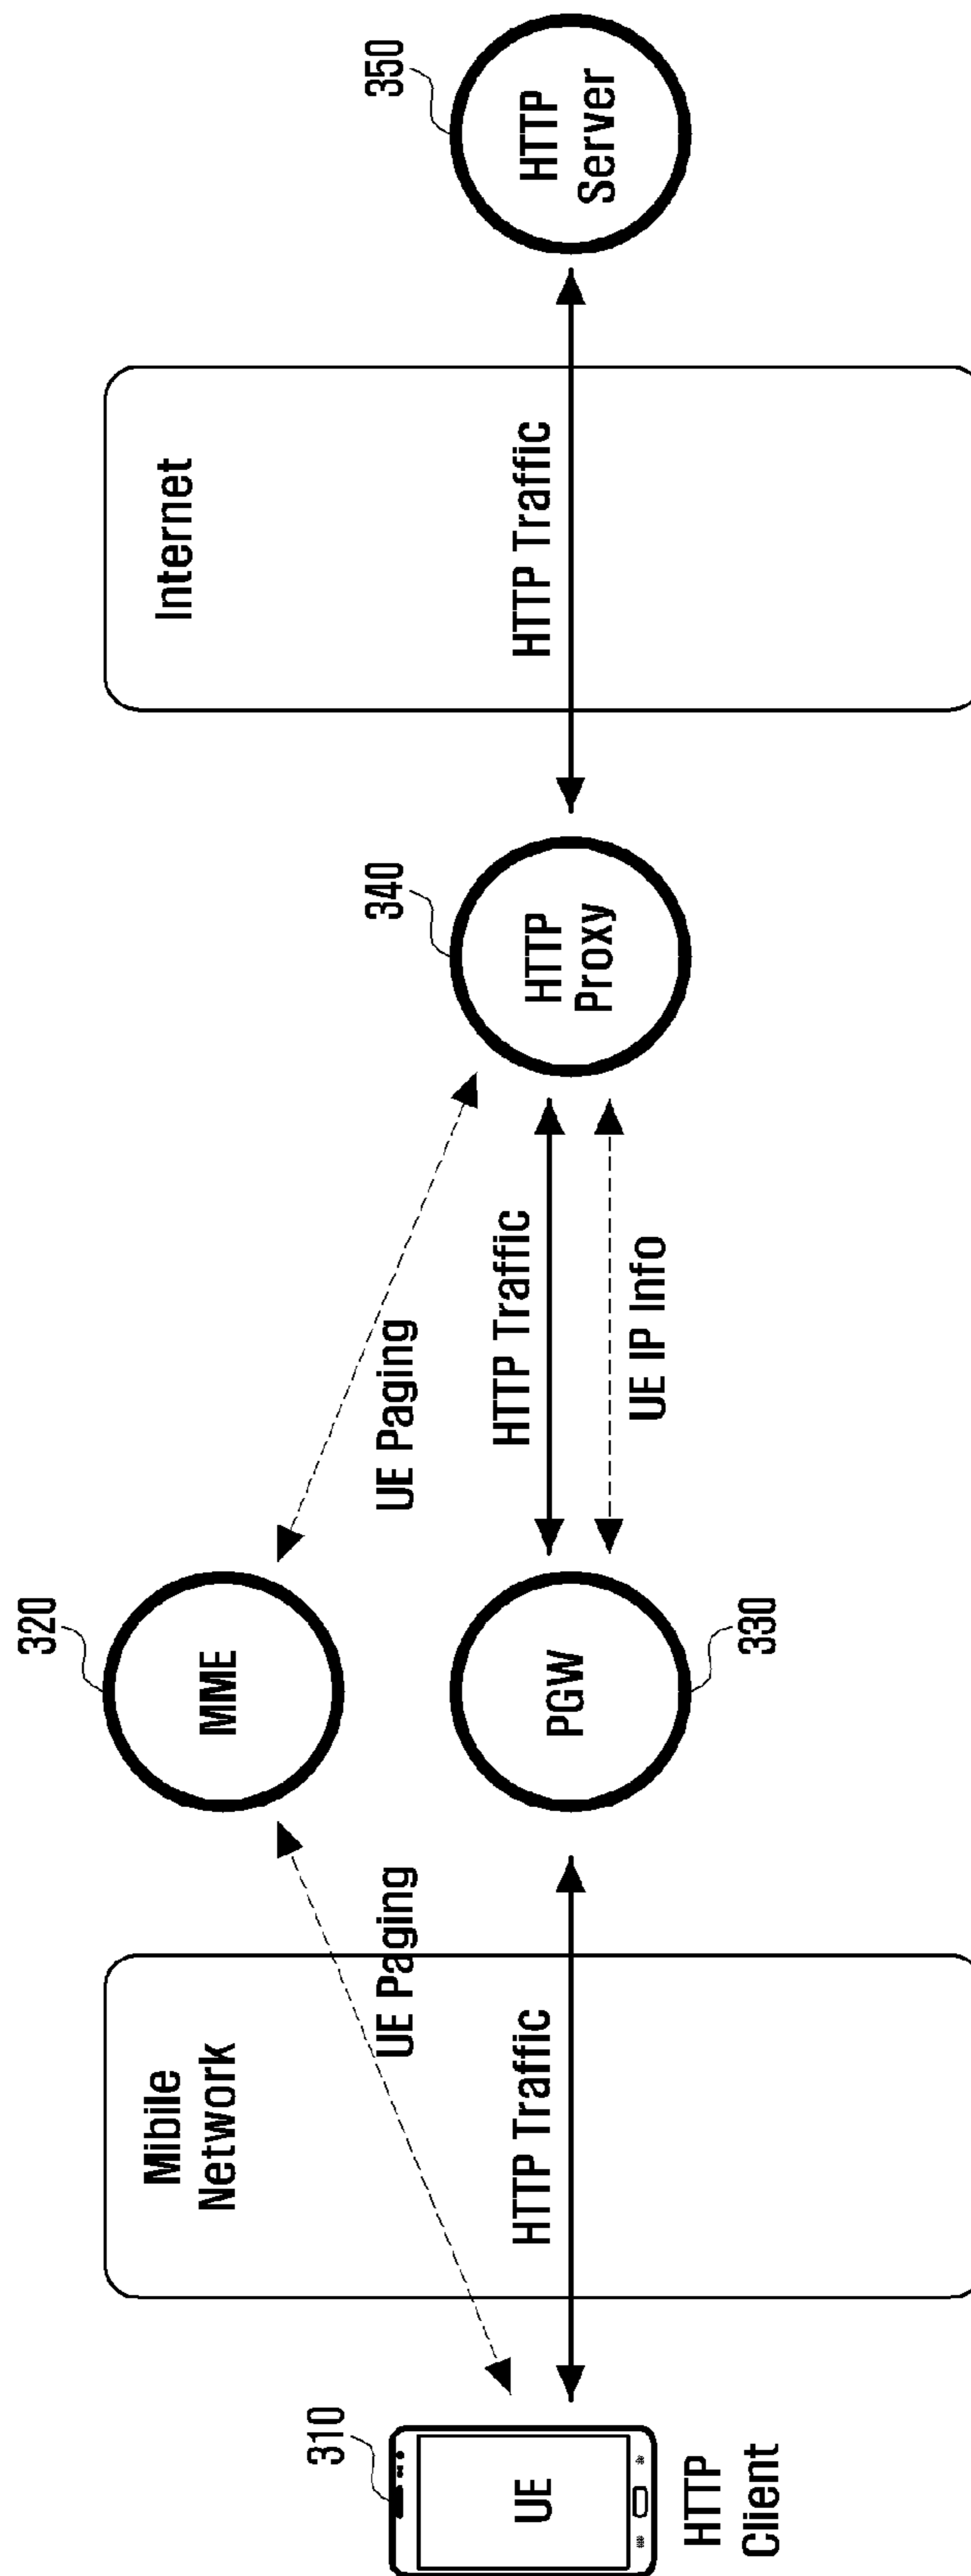 310
UE
HTTP
Client
Mibile
Network
UE Paging
HTTP Traffic
320
MME
PGW
330
UE Paging
HTTP Traffic
UE IP Info
340
HTTP
Proxy
Internet
HTTP Traffic
350
HTTP
Server